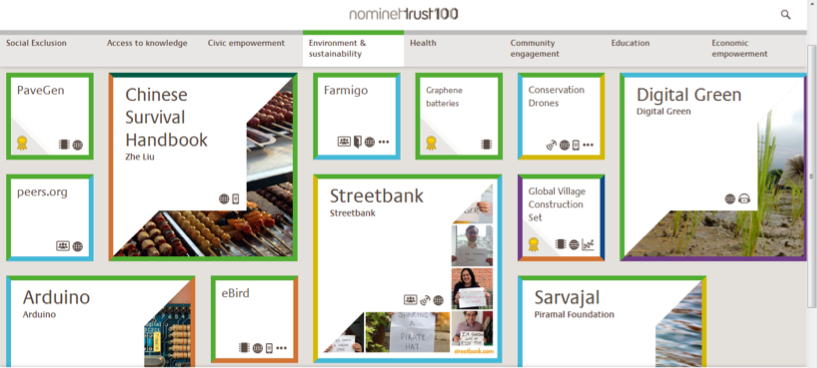 nominettrust100
Social Exclusion
Access to knowledge
Civic empowerment
Environment &
sustainability
Health
Community
engagement
Education
Economic
empowerment
PaveGen
Chinese
Survival
Handbook
Zhe Liu
Farmigo
Graphene
batteries
Conservation
Drones
Digital Green
Digital Green
peers.org
Streetbank
Streetbank
Global Village
Construction
Set
SHARING
A
PIRATE
HAT
streetbank.com
Arduino
Arduino
eBird
Sarvajal
Piramal Foundation